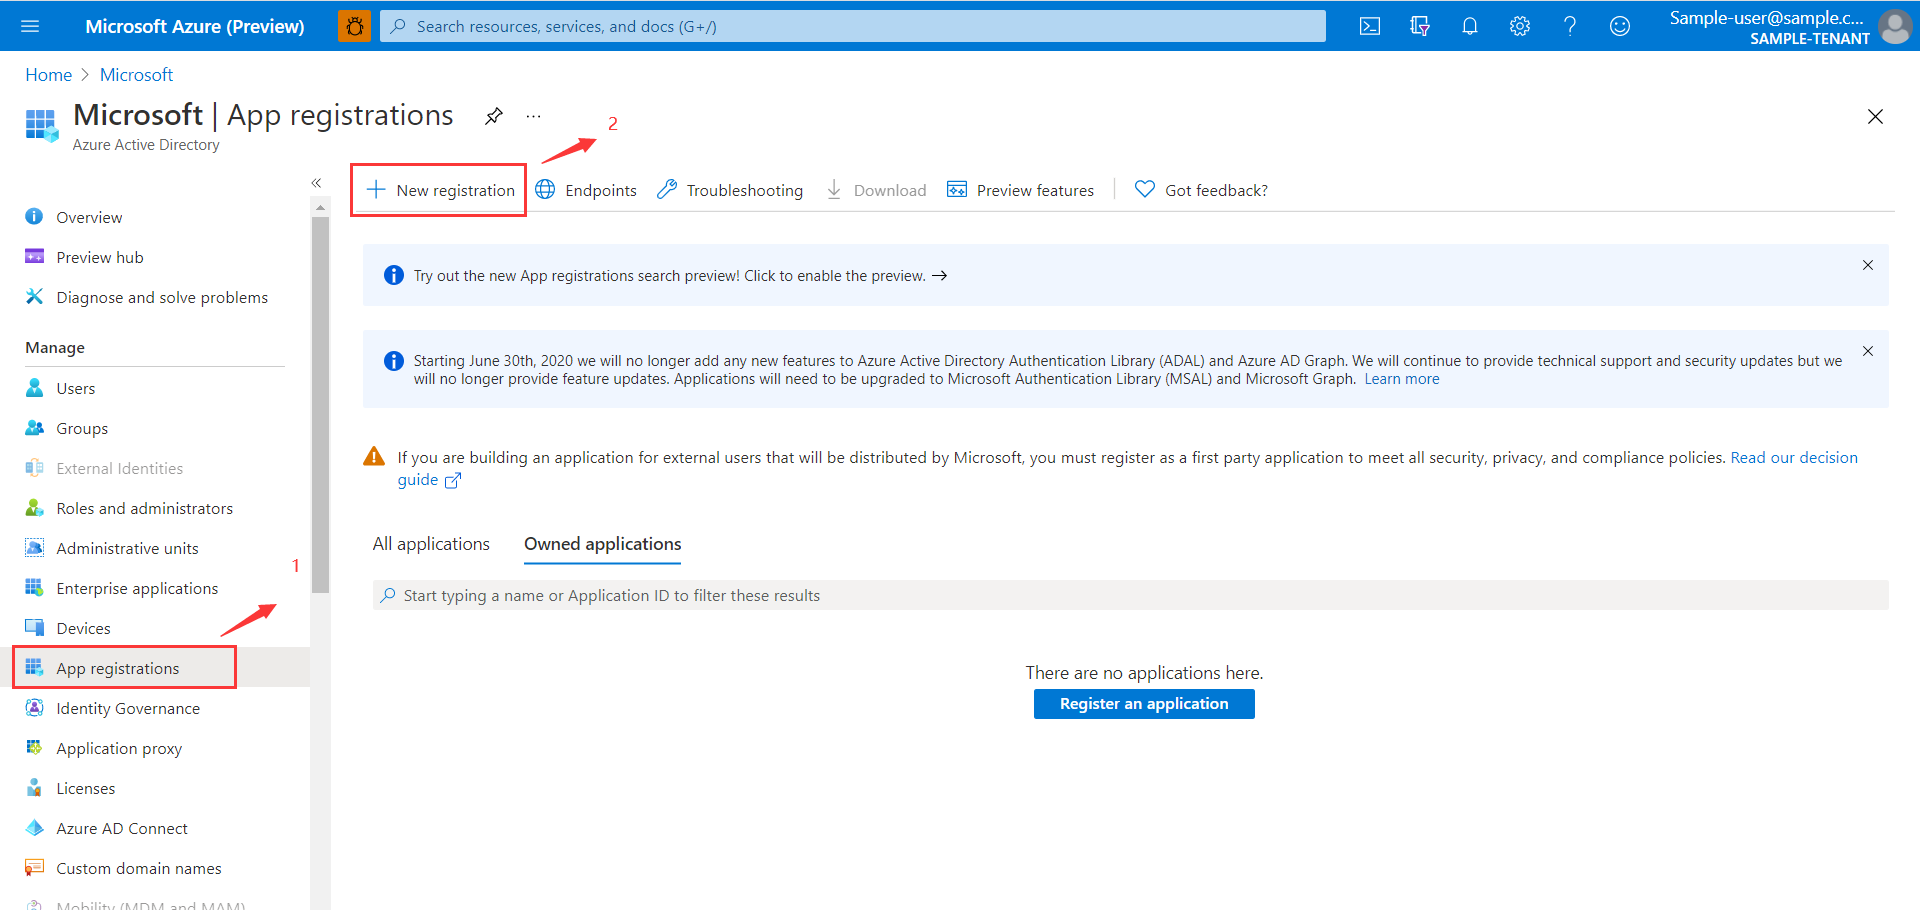 Microsoft Azure (Preview)
Search resources, services, and docs (G+/)
Sample-user@sample.c...
SAMPLE-TENANT
Home > Microsoft
Microsoft | App registrations
...
Azure Active Directory
2
«
New registration
Endpoints
Troubleshooting
Download
Preview features
Got feedback?
Overview
Preview hub
Diagnose and solve problems
Manage
Users
Groups
External Identities
Roles and administrators
Administrative units
1
Enterprise applications
Devices
App registrations
Identity Governance
Application proxy
Licenses
Azure AD Connect
Custom domain names
Mobility (MDM and MAM)
Try out the new App registrations search preview! Click to enable the preview. →
Starting June 30th, 2020 we will no longer add any new features to Azure Active Directory Authentication Library (ADAL) and Azure AD Graph. We will continue to provide technical support and security updates but we
will no longer provide feature updates. Applications will need to be upgraded to Microsoft Authentication Library (MSAL) and Microsoft Graph. Learn more
If you are building an application for external users that will be distributed by Microsoft, you must register as a first party application to meet all security, privacy, and compliance policies. Read our decision
guide
All applications
Owned applications
Start typing a name or Application ID to filter these results
There are no applications here.
Register an application